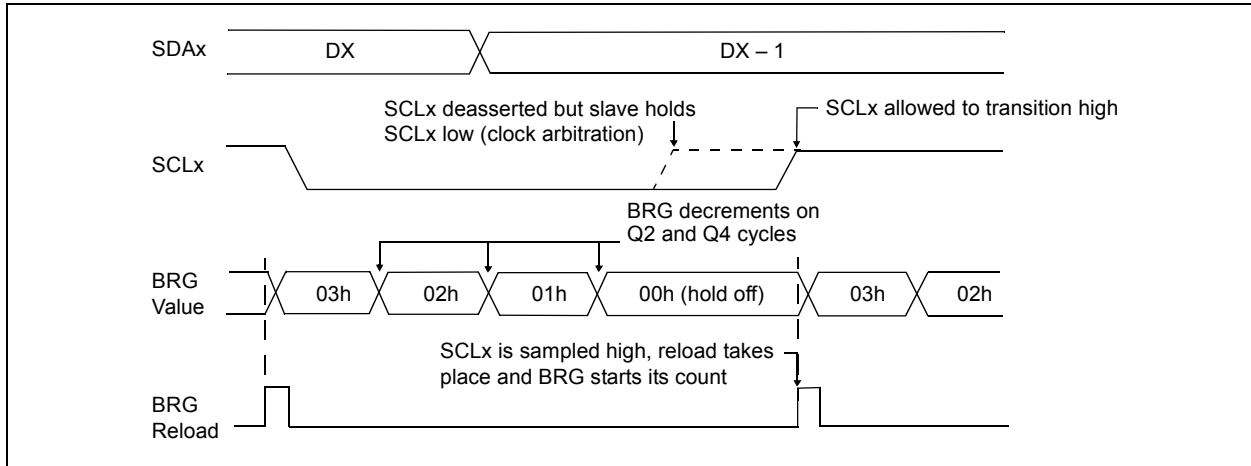 SDAx
DX
DX – 1
SCLx deasserted but slave holds
SCLx low (clock arbitration)
SCLx allowed to transition high
SCLx
BRG decrements on
Q2 and Q4 cycles
BRG
Value
03h
02h
01h
00h (hold off)
03h
02h
SCLx is sampled high, reload takes
place and BRG starts its count
BRG
Reload